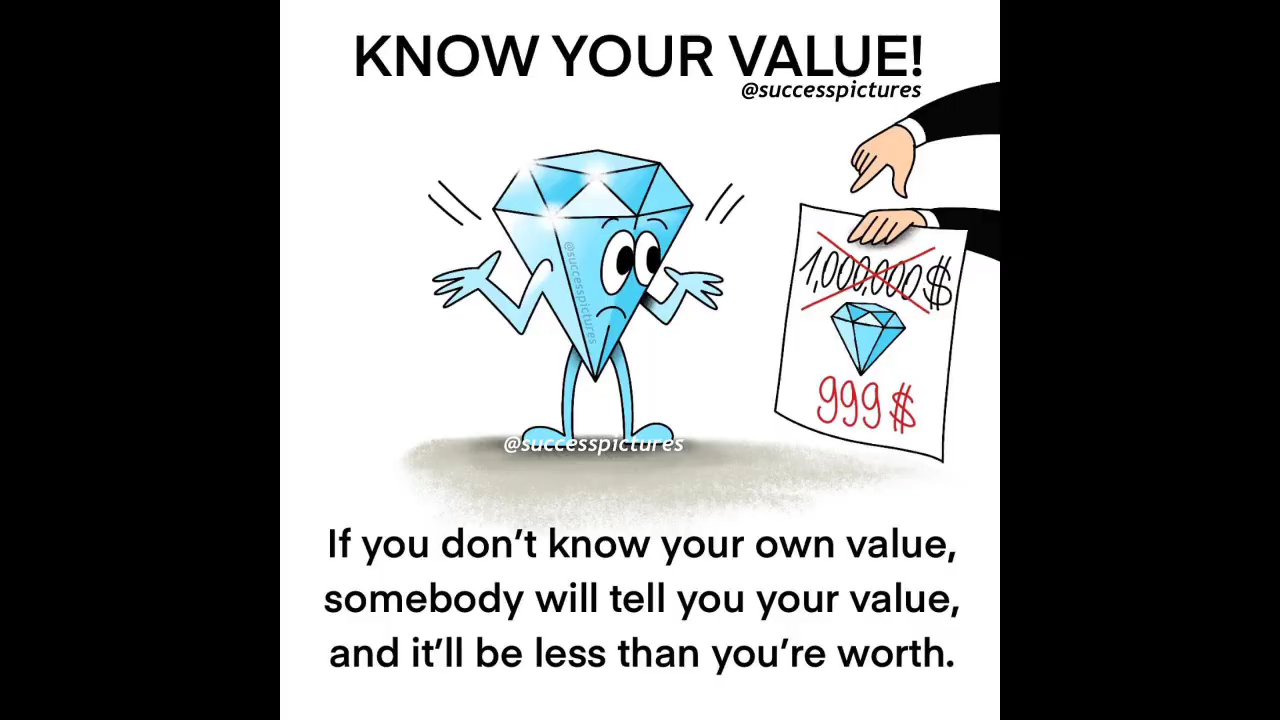 KNOW YOUR VALUE!
@successpictures
@successpictures
1,000,000 $
999 $
@successpictures
If you don't know your own value,
somebody will tell you your value,
and it'll be less than you're worth.